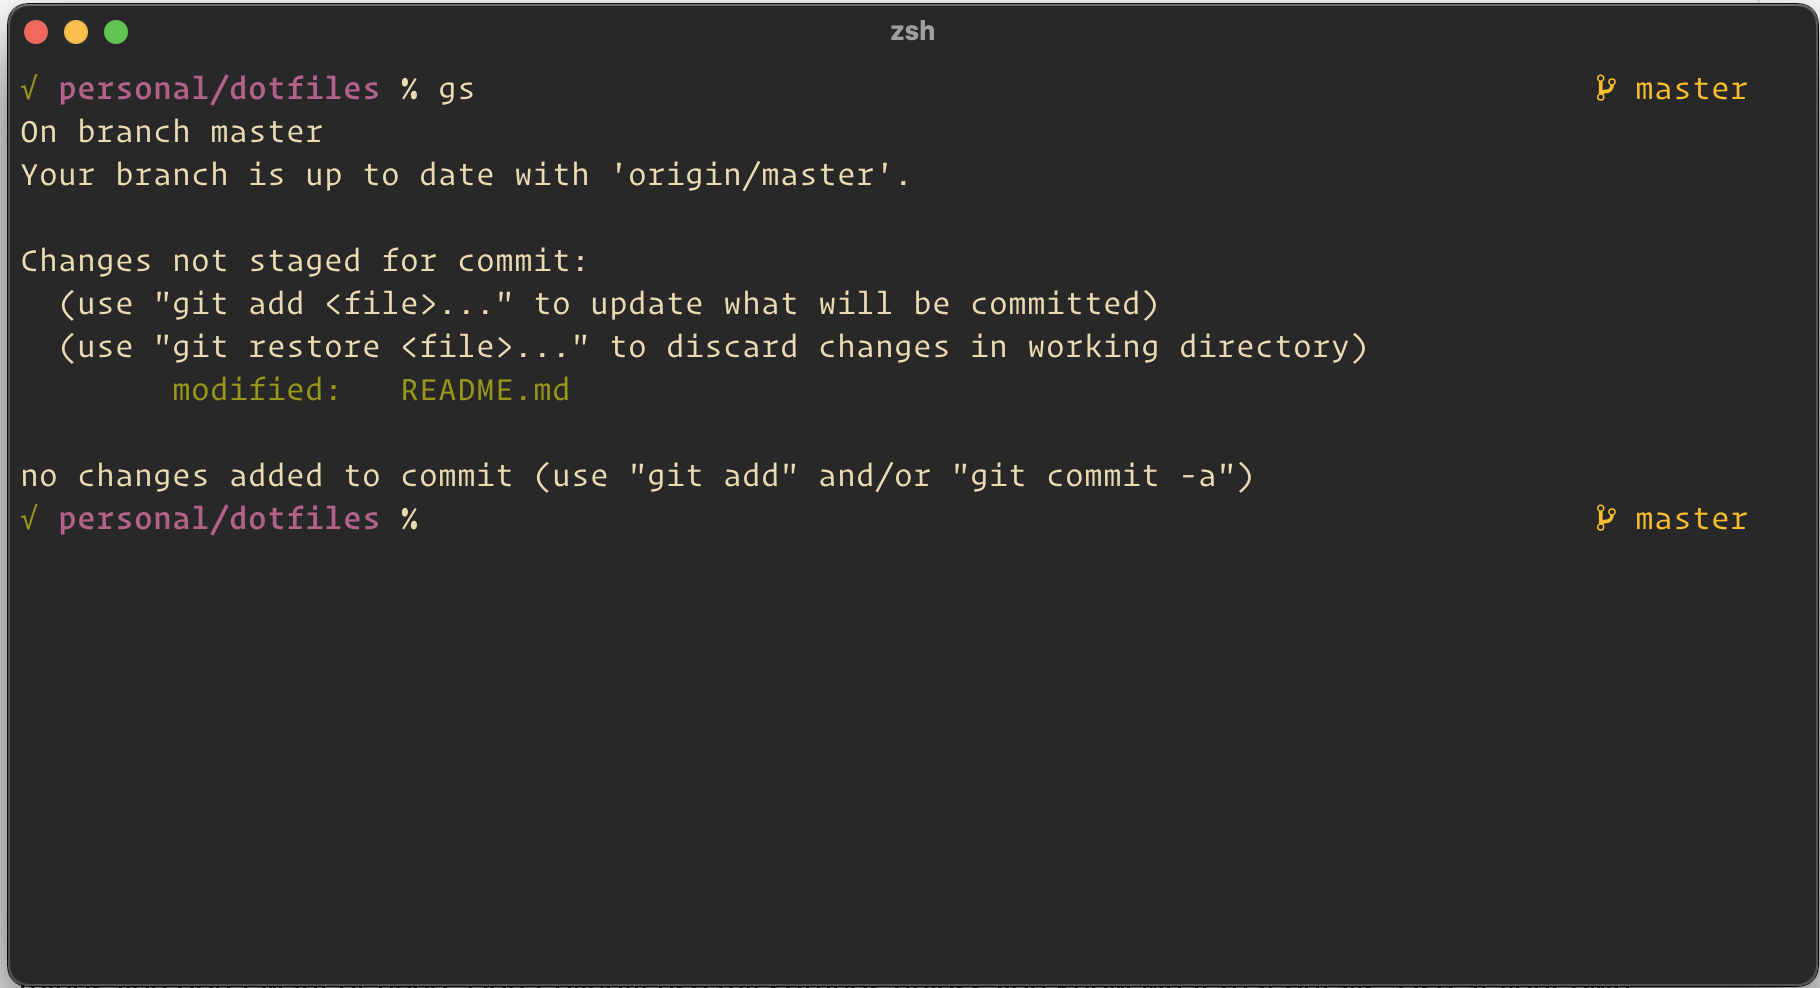 zsh
√ personal/dotfiles % gs master
On branch master
Your branch is up to date with 'origin/master'.
Changes not staged for commit:
(use "git add <file>..." to update what will be committed)
(use "git restore <file>..." to discard changes in working directory)
modified: README.md
no changes added to commit (use "git add" and/or "git commit -a")
√ personal/dotfiles % master